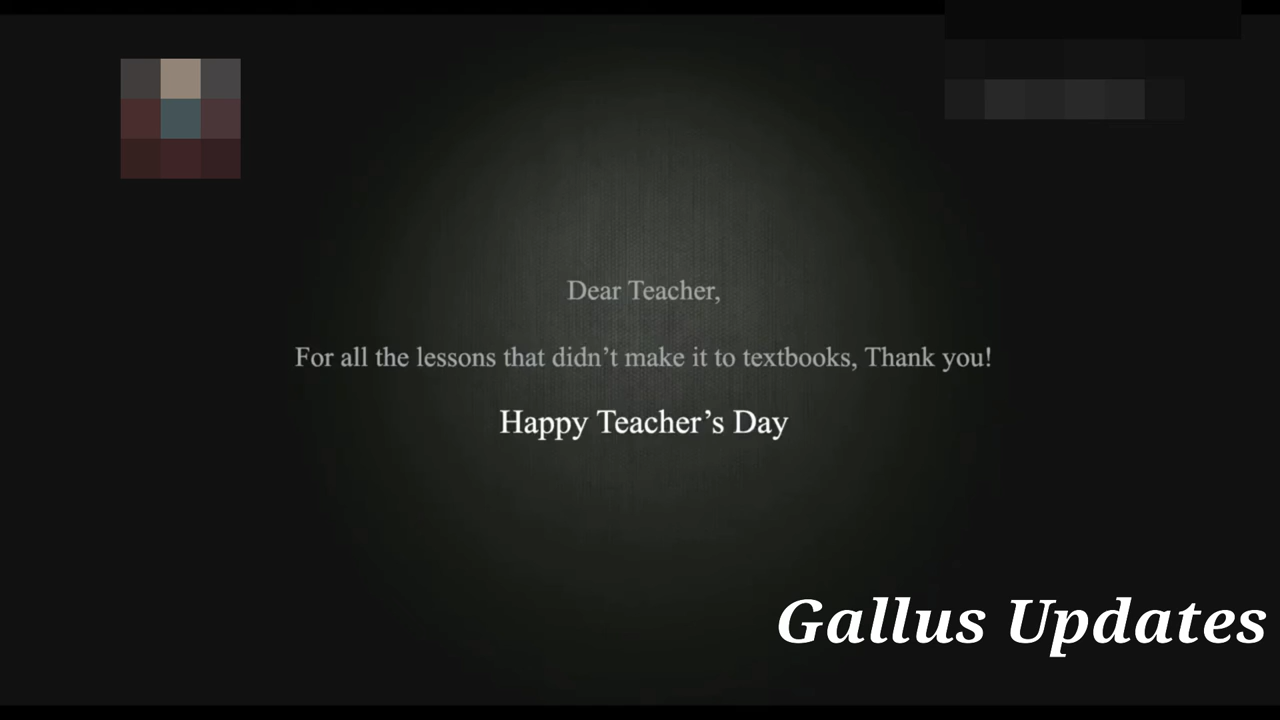 Dear Teacher,
For all the lessons that didn’t make it to textbooks, Thank you!
Happy Teacher’s Day
Gallus Updates